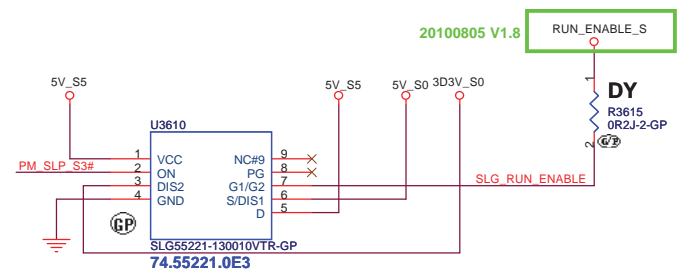 20100805 V1.8
RUN_ENABLE_S
5V_S5
5V_S5
5V_S0
3D3V_S0
1
DY
R3615
0R2J-2-GP
2
G/P
U3610
PM_SLP_S3#
1
VCC
NC#9
9
2
ON
PG
8
3
DIS2
G1/G2
7
SLG_RUN_ENABLE
4
GND
S/DIS1
6
D
5
GP
SLG55221-130010VTR-GP
74.55221.0E3